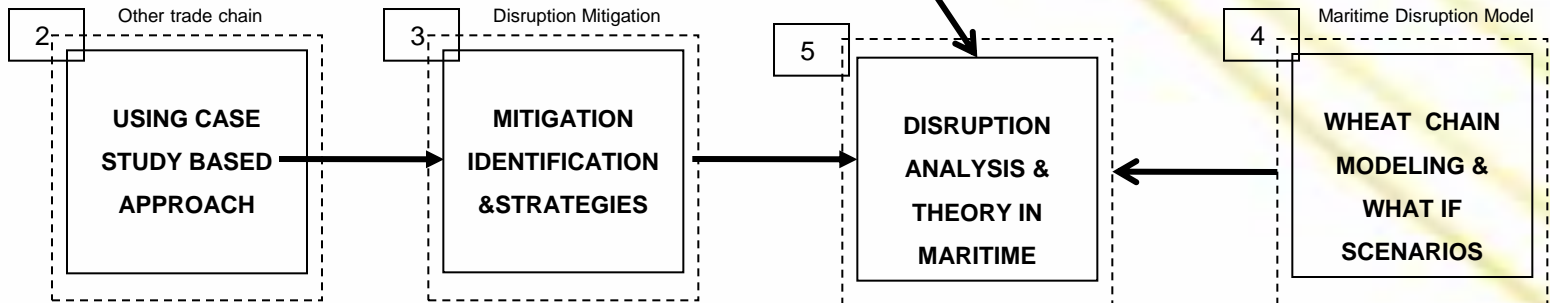 Other trade chain
2
USING CASE
STUDY BASED
APPROACH
Disruption Mitigation
3
MITIGATION
IDENTIFICATION
&STRATEGIES
5
DISRUPTION
ANALYSIS &
THEORY IN
MARITIME
Maritime Disruption Model
4
WHEAT CHAIN
MODELING &
WHAT IF
SCENARIOS